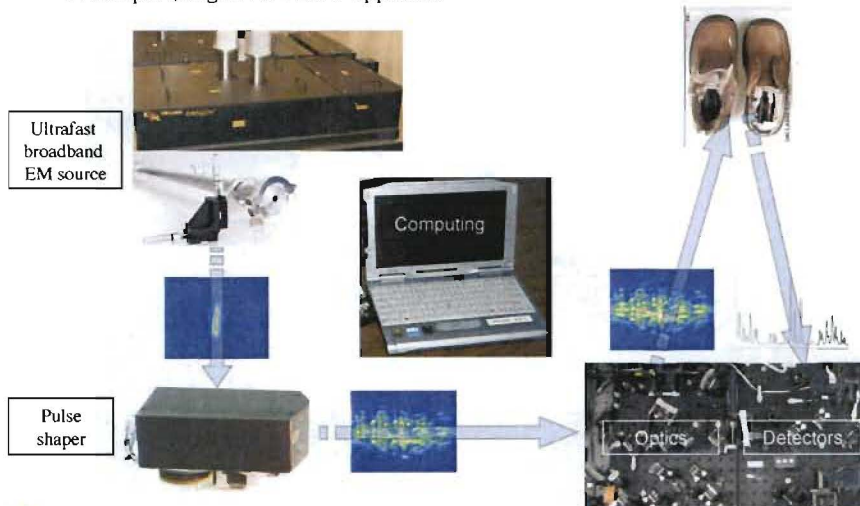 Ultrafast
broadband
EM source
Computing
Pulse
shaper
Optics
Detectors